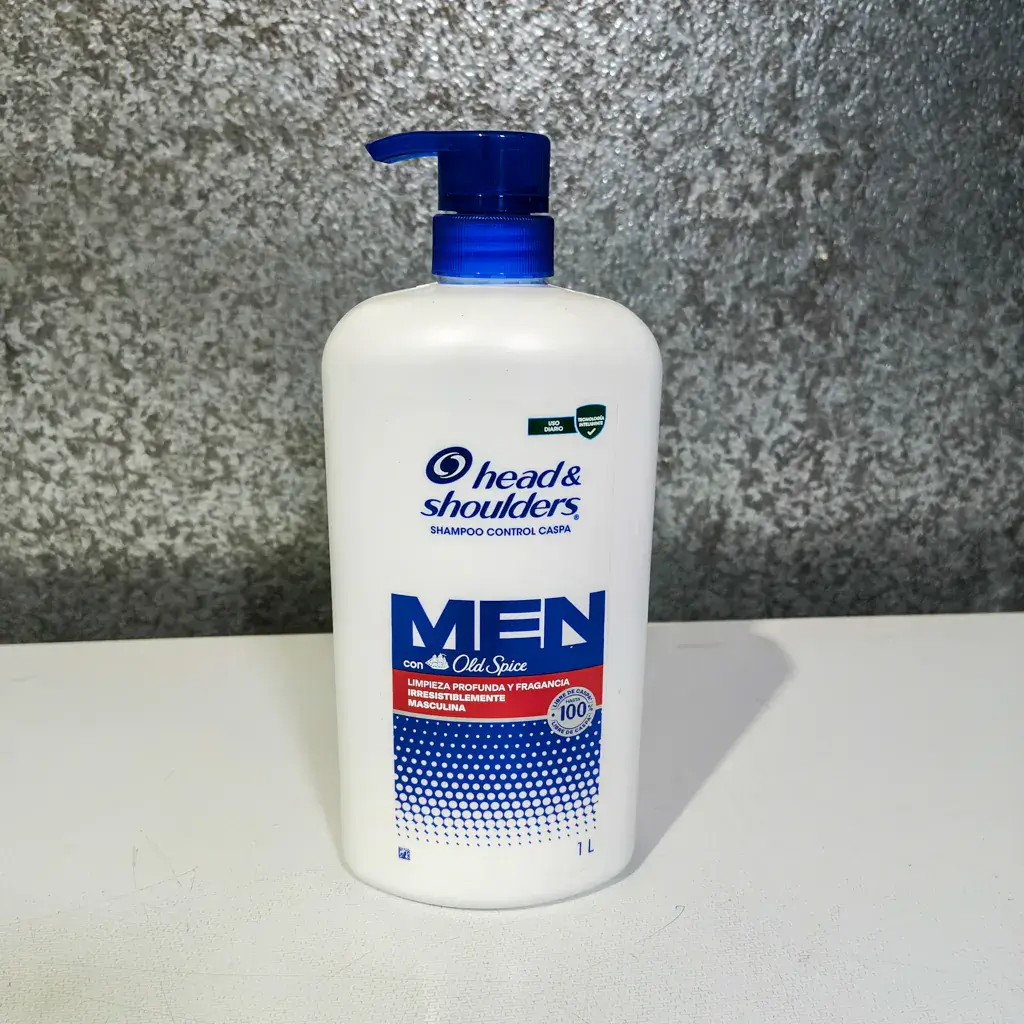 USO
DIARIO
TECNOLOGÍA
INTELIGENTE
head &
shoulders®
SHAMPOO CONTROL CASPA
MEN
con Old Spice
LIMPIEZA PROFUNDA Y FRAGANCIA
IRRESISTIBLEMENTE
MASCULINA
LIBRE DE CASPA
HASTA
100%
LIBRE DE CASPA
1 L